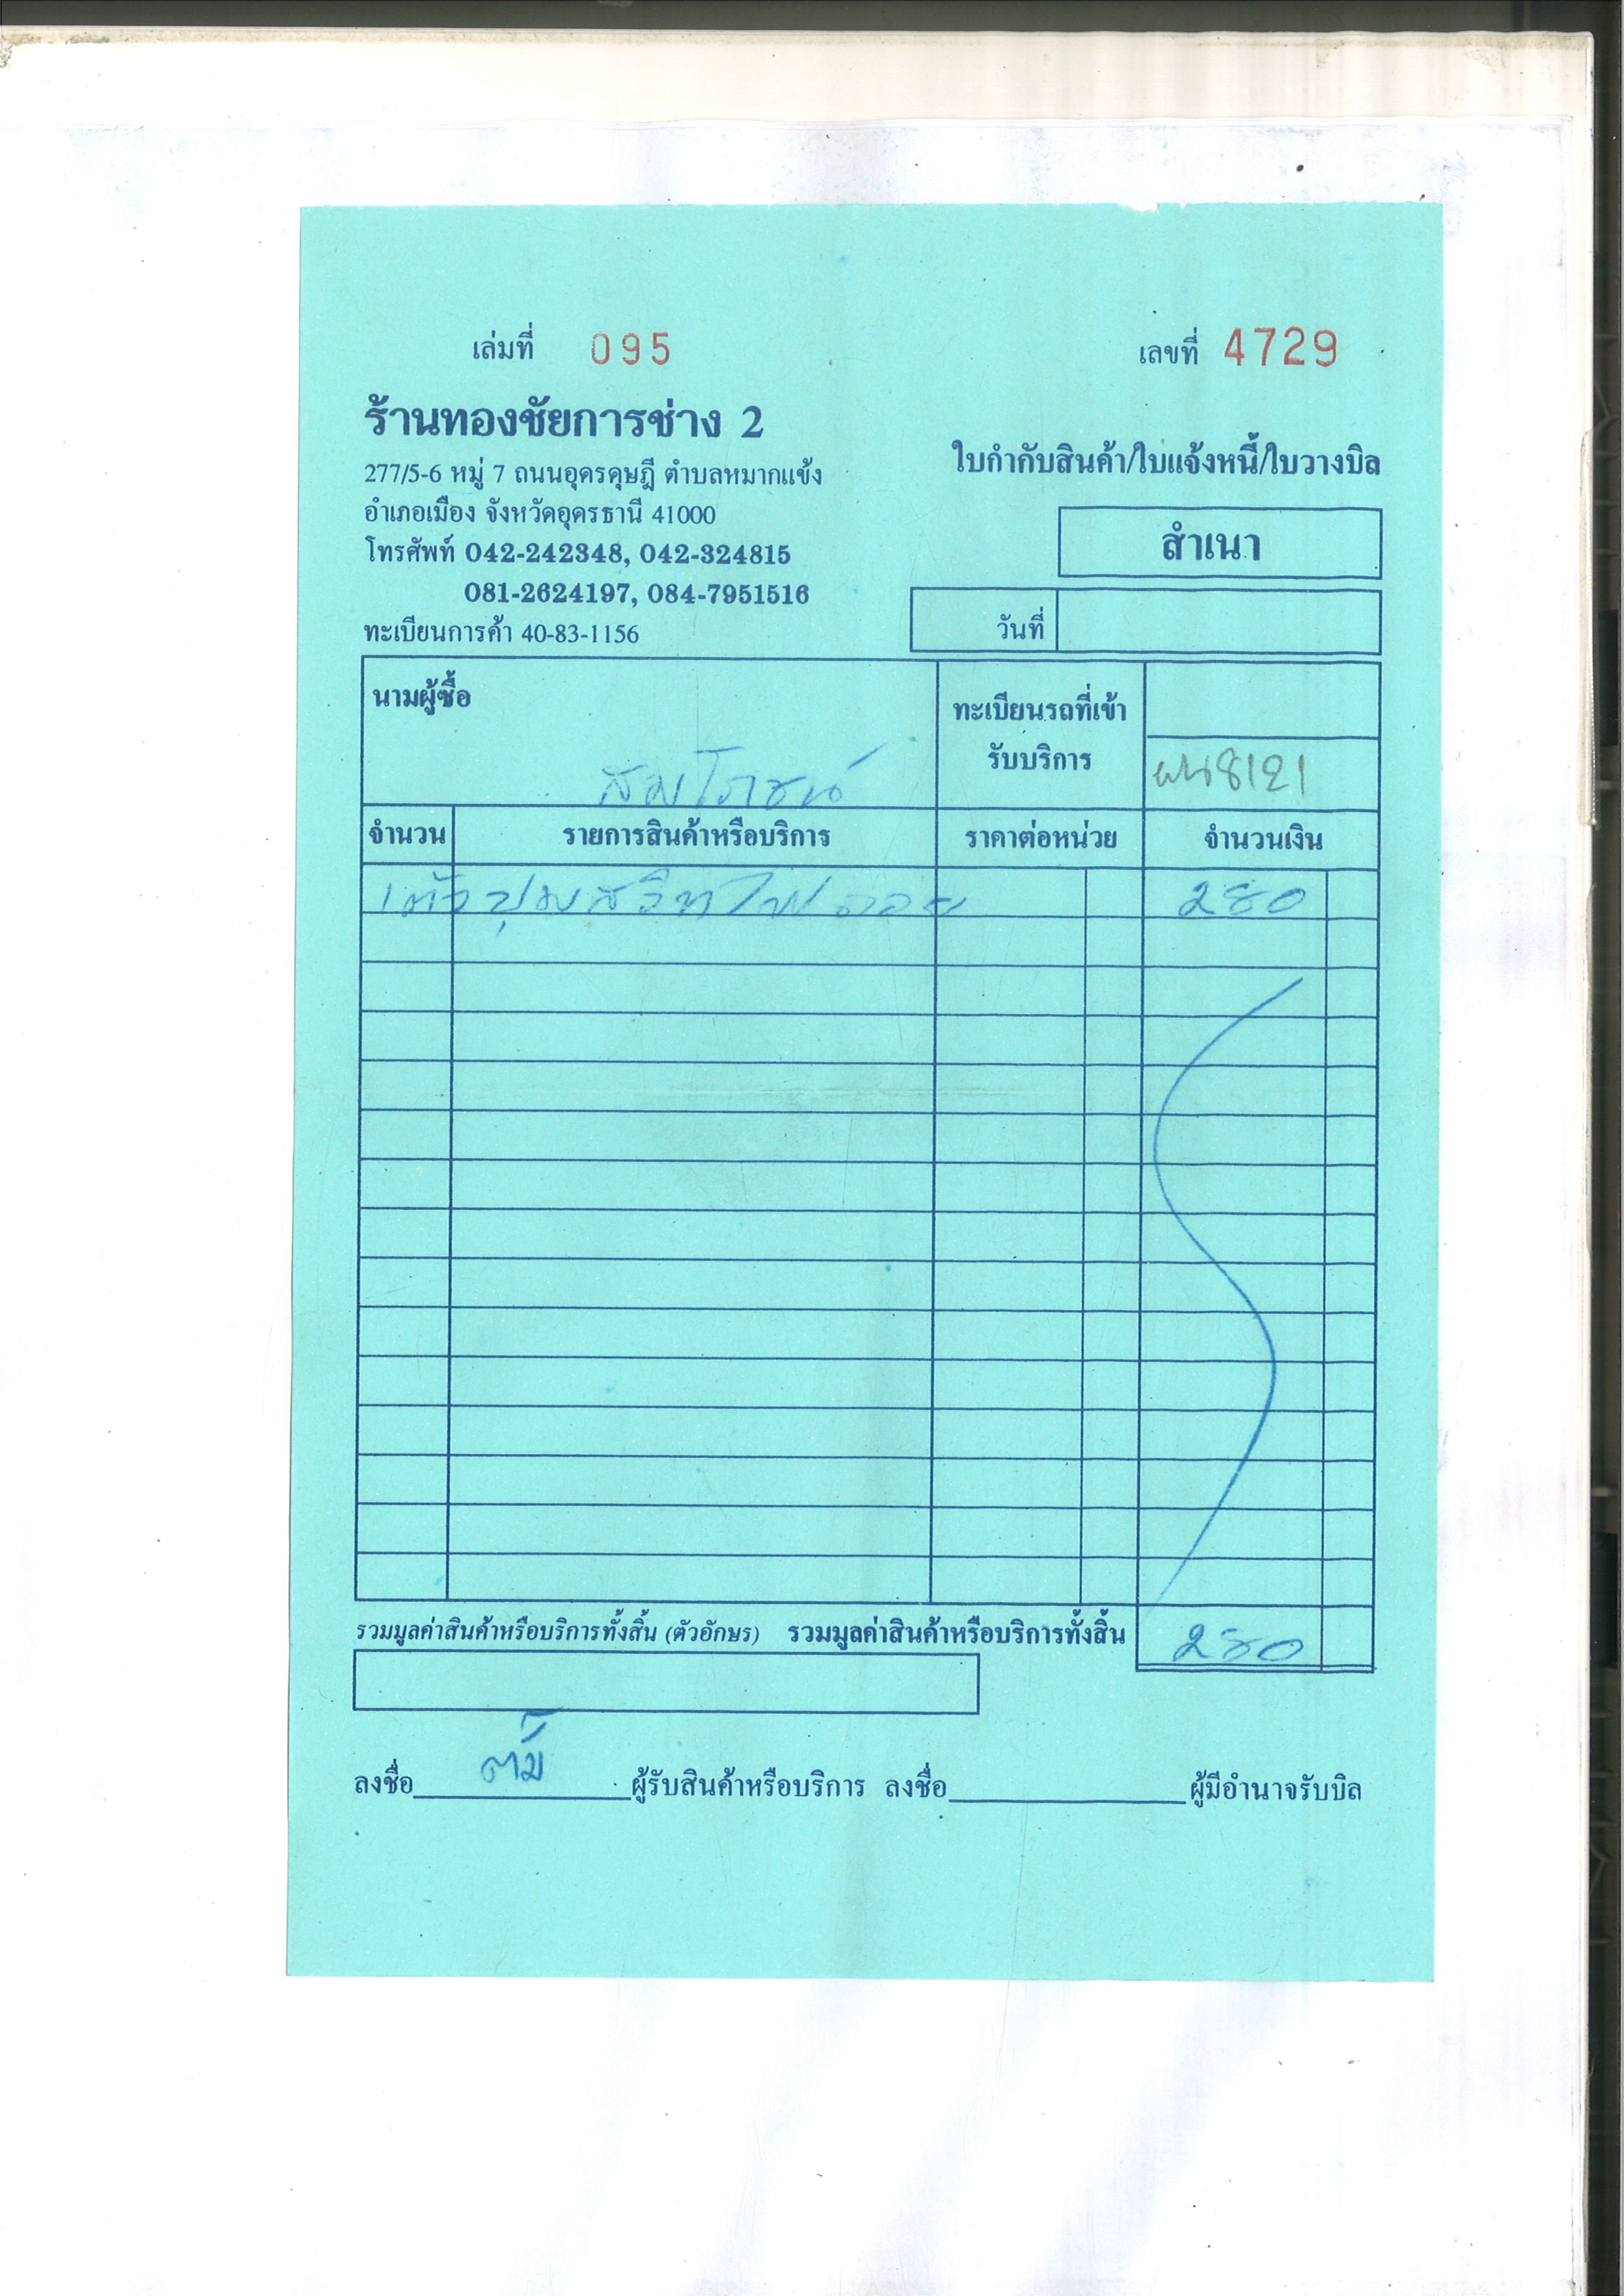 เล่มที่ 095 เลขที่ 4729
ร้านทองชัยการช่าง 2
ใบกำกับสินค้า/ใบแจ้งหนี้/ใบวางบิล
277/5-6 หมู่ 7 ถนนอุดรดุษฎี ตำบลหมากแข้ง
อำเภอเมือง จังหวัดอุดรธานี 41000
สำเนา
โทรศัพท์ 042-242348, 042-324815
081-2624197, 084-7951516
วันที่
ทะเบียนการค้า 40-83-1156
นามผู้ซื้อ
ทะเบียนรถที่เข้า
รับบริการ
8121
จำนวน รายการสินค้าหรือบริการ ราคาต่อหน่วย จำนวนเงิน
280
รวมมูลค่าสินค้าหรือบริการทั้งสิ้น (ตัวอักษร) รวมมูลค่าสินค้าหรือบริการทั้งสิ้น 280
ลงชื่อ ผู้รับสินค้าหรือบริการ ลงชื่อ ผู้มีอำนาจรับบิล